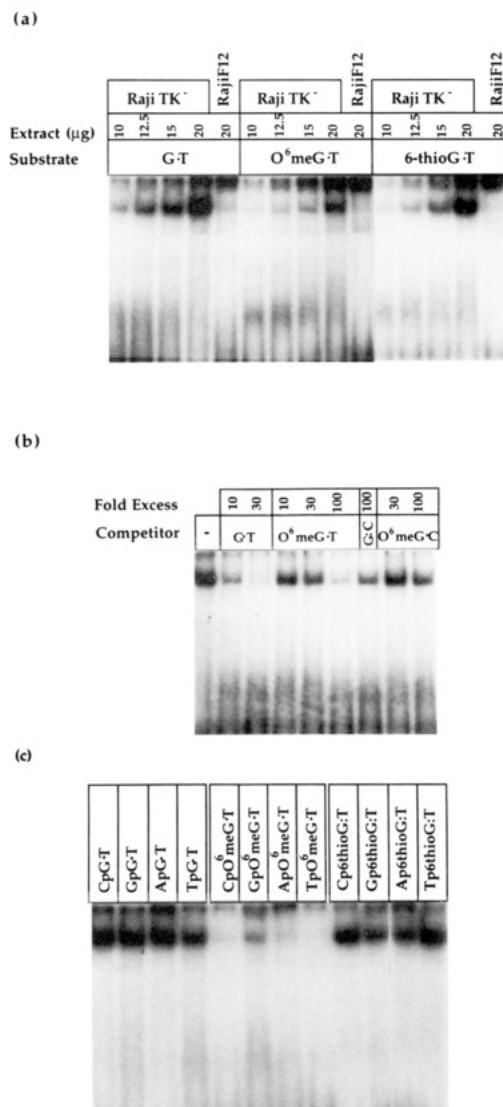 (a)
Raji TK⁻ RajiF12 Raji TK⁻ RajiF12 Raji TK⁻ RajiF12
Extract (µg) 10 12.5 15 20 20 10 12.5 15 20 20 10 12.5 15 20 20
Substrate G·T O⁶meG·T 6-thioG·T
(b)
Fold Excess 10 30 10 30 100 100 30 100
Competitor - G·T O⁶meG·T G·C O⁶meG·C
(c)
CpG·T GpG·T ApG·T TpG·T CpO⁶meG·T GpO⁶meG·T ApO⁶meG·T TpO⁶meG·T Cp6thioG:T Gp6thioG:T Ap6thioG:T Tp6thioG:T